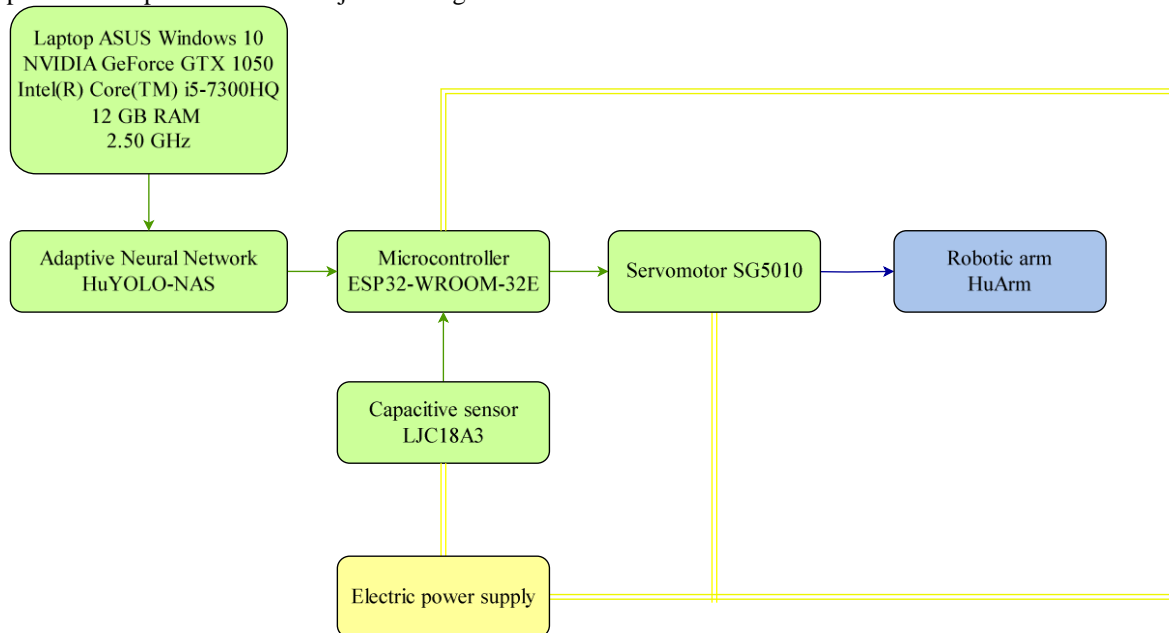 Laptop ASUS Windows 10
NVIDIA GeForce GTX 1050
Intel(R) Core(TM) i5-7300HQ
12 GB RAM
2.50 GHz
Adaptive Neural Network
HuYOLO-NAS
Microcontroller
ESP32-WROOM-32E
Servomotor SG5010
Robotic arm
HuArm
Capacitive sensor
LJC18A3
Electric power supply